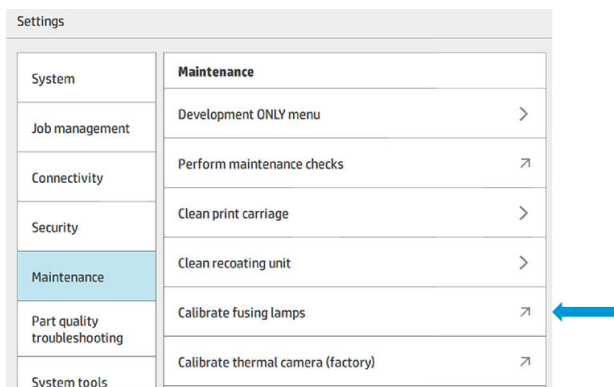 Settings
System
Job management
Connectivity
Security
Maintenance
Part quality
troubleshooting
System tools
Maintenance
Development ONLY menu
Perform maintenance checks
Clean print carriage
Clean recoating unit
Calibrate fusing lamps
Calibrate thermal camera (factory)